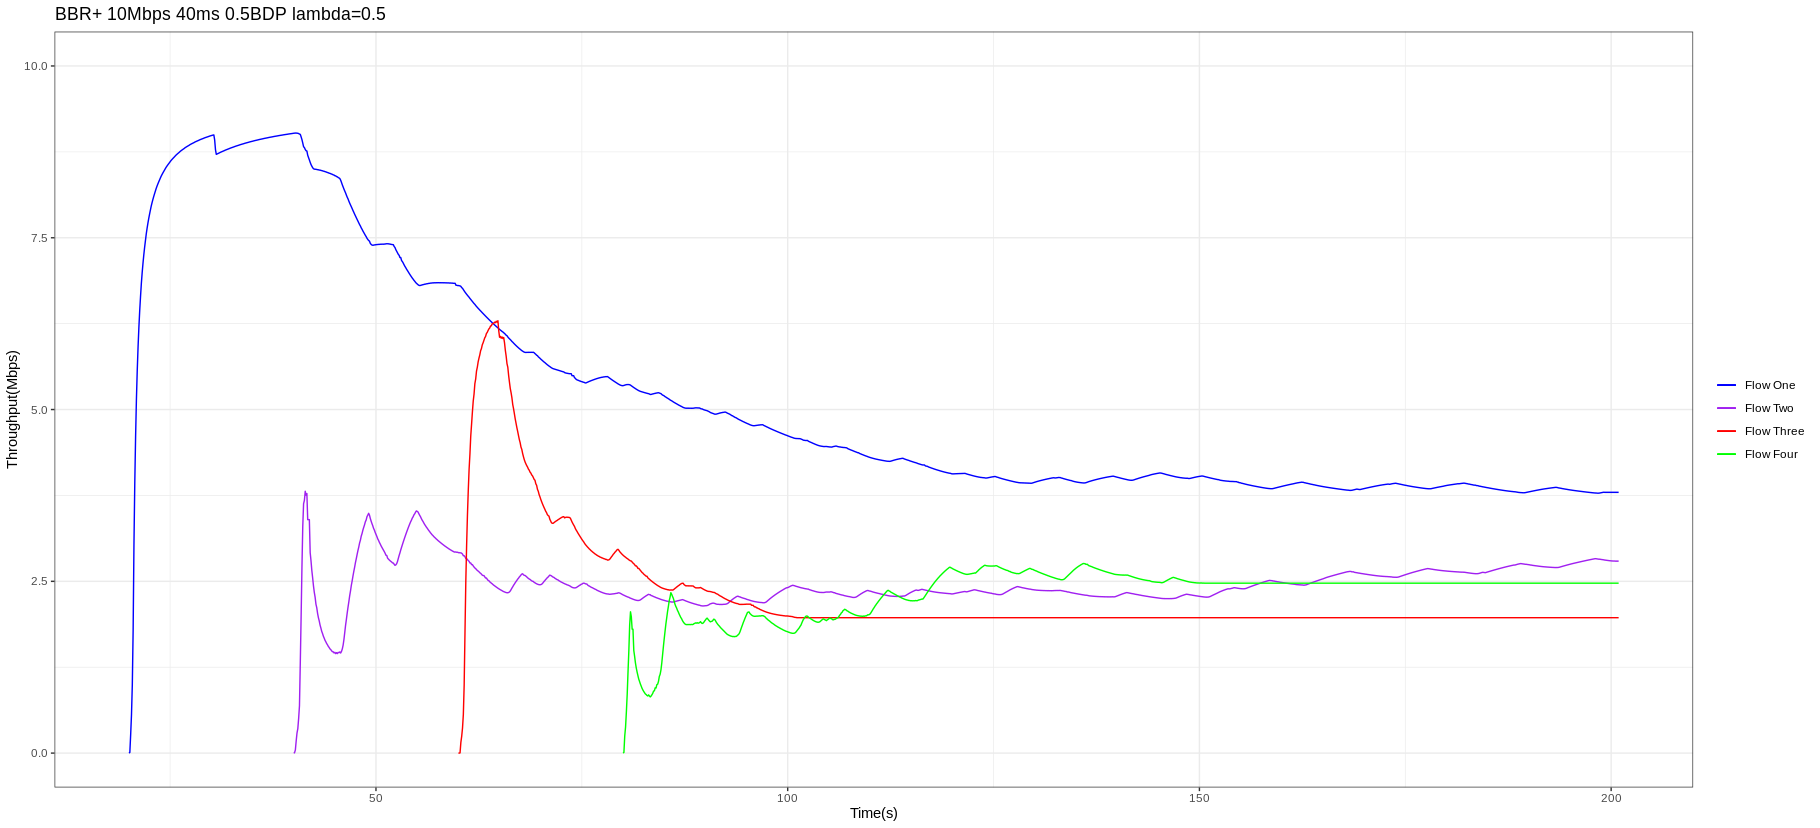 BBR+ 10Mbps 40ms 0.5BDP lambda=0.5
Throughput(Mbps)
10.0
7.5
5.0
2.5
0.0
50
100
150
200
Time(s)
Flow One
Flow Two
Flow Three
Flow Four